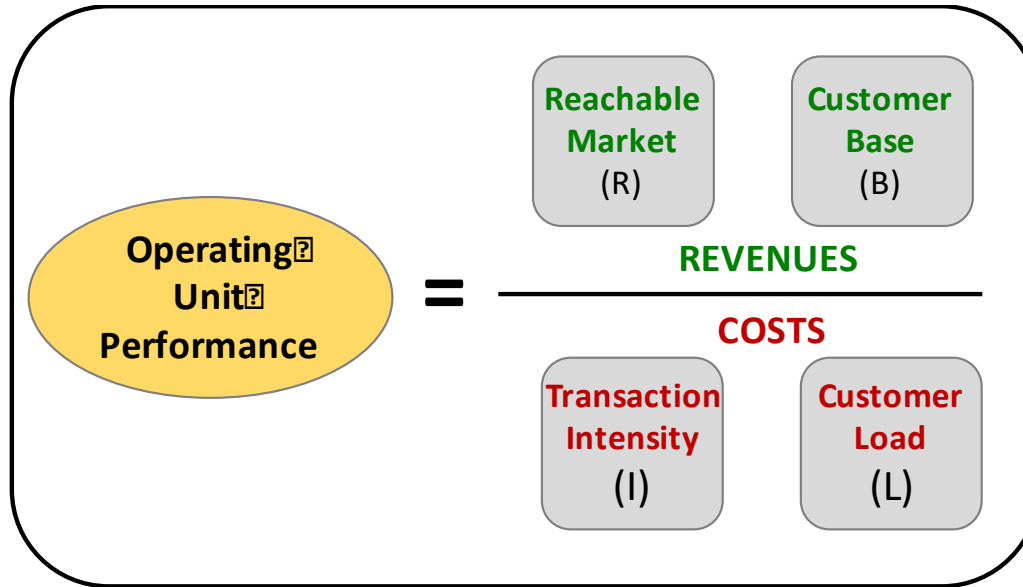 Reachable
Market
(R)
Customer
Base
(B)
REVENUES
Operating⍰
Unit⍰
Performance
=
COSTS
Transaction
Intensity
(I)
Customer
Load
(L)